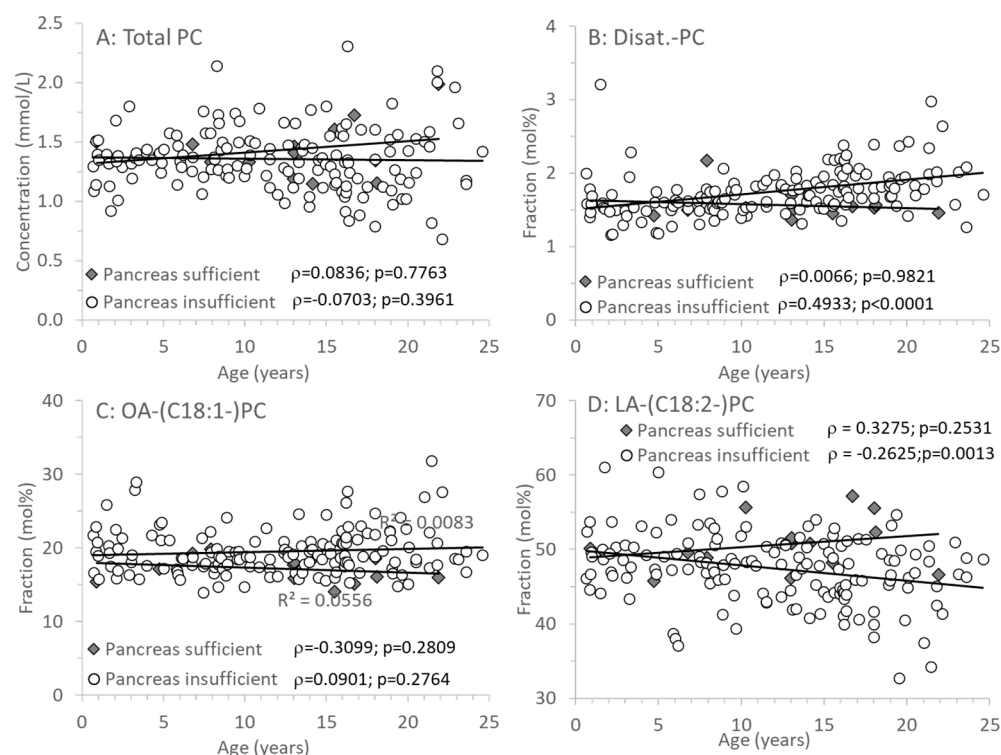 A: Total PC
Concentration (mmol/L)
2.5
2.0
1.5
1.0
0.5
0.0
Pancreas sufficient ρ=0.0836; p=0.7763
Pancreas insufficient ρ=-0.0703; p=0.3961
0 5 10 15 20 25
Age (years)
B: Disat.-PC
Fraction (mol%)
4
3
2
1
0
Pancreas sufficient ρ=0.0066; p=0.9821
Pancreas insufficient ρ=0.4933; p<0.0001
0 5 10 15 20 25
Age (years)
C: OA-(C18:1-)PC
Fraction (mol%)
40
30
20
10
0
R² = 0.0083
R² = 0.0556
Pancreas sufficient ρ=-0.3099; p=0.2809
Pancreas insufficient ρ=0.0901; p=0.2764
0 5 10 15 20 25
Age (years)
D: LA-(C18:2-)PC
Pancreas sufficient ρ = 0.3275; p=0.2531
Pancreas insufficient ρ = -0.2625;p=0.0013
Fraction (mol%)
70
60
50
40
30
0 5 10 15 20 25
Age (years)